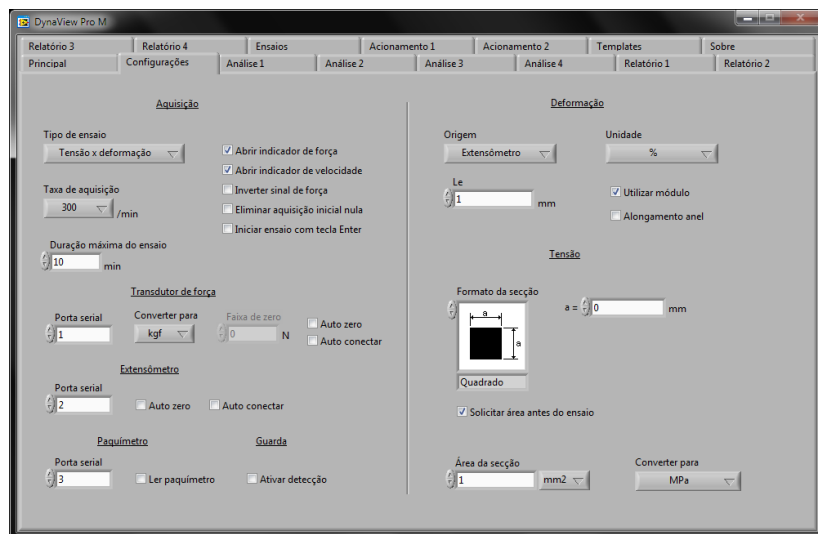 DynaView Pro M
Relatório 3 Relatório 4 Ensaios Acionamento 1 Acionamento 2 Templates Sobre
Principal Configurações Análise 1 Análise 2 Análise 3 Análise 4 Relatório 1 Relatório 2
Aquisição
Tipo de ensaio
Tensão x deformação
Abrir indicador de força
Abrir indicador de velocidade
Taxa de aquisição
Inverter sinal de força
300 /min
Eliminar aquisição inicial nula
Iniciar ensaio com tecla Enter
Duração máxima do ensaio
10 min
Transdutor de força
Porta serial Converter para Faixa de zero
1 kgf 0 N
Auto zero
Auto conectar
Extensômetro
Porta serial
2 Auto zero Auto conectar
Paquímetro Guarda
Porta serial
3 Ler paquímetro Ativar detecção
Deformação
Origem Unidade
Extensômetro %
Le
1 mm
Utilizar módulo
Alongamento anel
Tensão
Formato da secção
a a
Quadrado
a = 0 mm
Solicitar área antes do ensaio
Área da secção Converter para
1 mm2 MPa